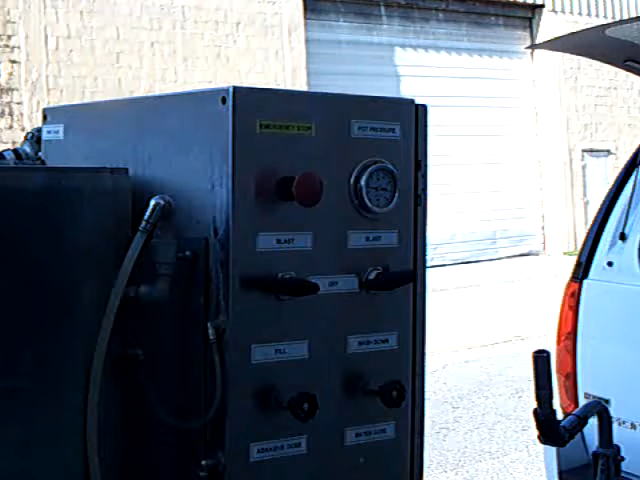 EMERGENCY STOP
POT PRESSURE
BLAST
BLAST
OFF
FILL
WASH DOWN
ABRASIVE DOSE
WATER DOSE